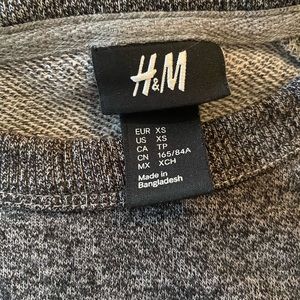 H&M
EUR XS
US XS
CA TP
CN 165/84A
MX XCH
Made in
Bangladesh